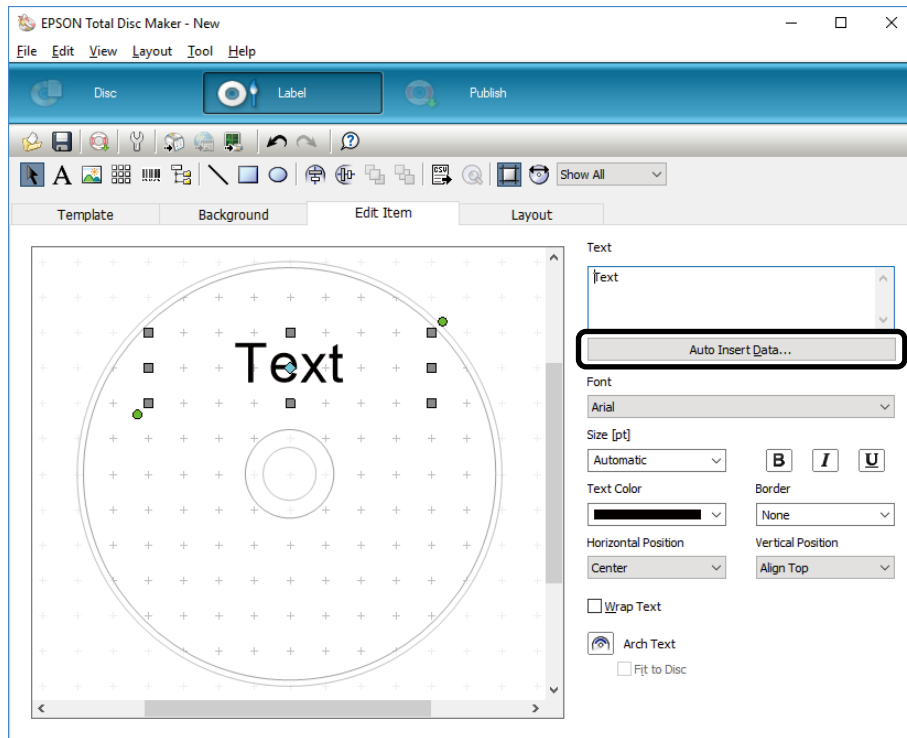 EPSON Total Disc Maker - New
File Edit View Layout Tool Help
Disc Label Publish
A CSV Show All
Template Background Edit Item Layout
Text
Text
Text
Auto Insert Data...
Font
Arial
Size [pt]
Automatic B I U
Text Color Border
None
Horizontal Position Vertical Position
Center Align Top
Wrap Text
Arch Text
Fit to Disc